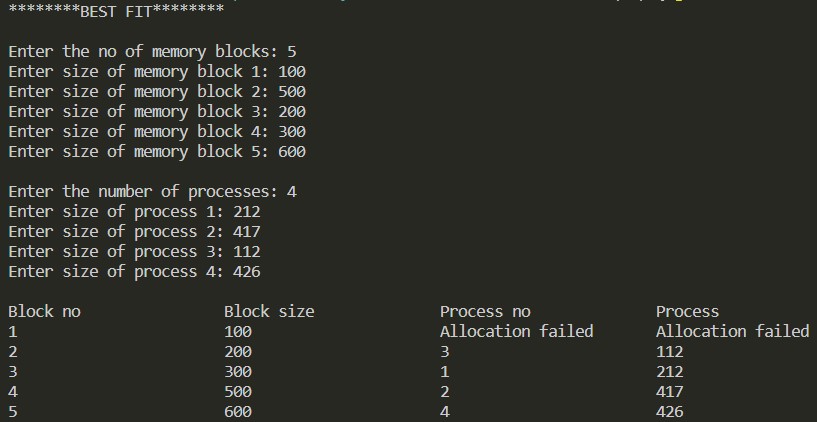 ********BEST FIT********
Enter the no of memory blocks: 5
Enter size of memory block 1: 100
Enter size of memory block 2: 500
Enter size of memory block 3: 200
Enter size of memory block 4: 300
Enter size of memory block 5: 600
Enter the number of processes: 4
Enter size of process 1: 212
Enter size of process 2: 417
Enter size of process 3: 112
Enter size of process 4: 426
Block no Block size Process no Process
1 100 Allocation failed Allocation failed
2 200 3 112
3 300 1 212
4 500 2 417
5 600 4 426